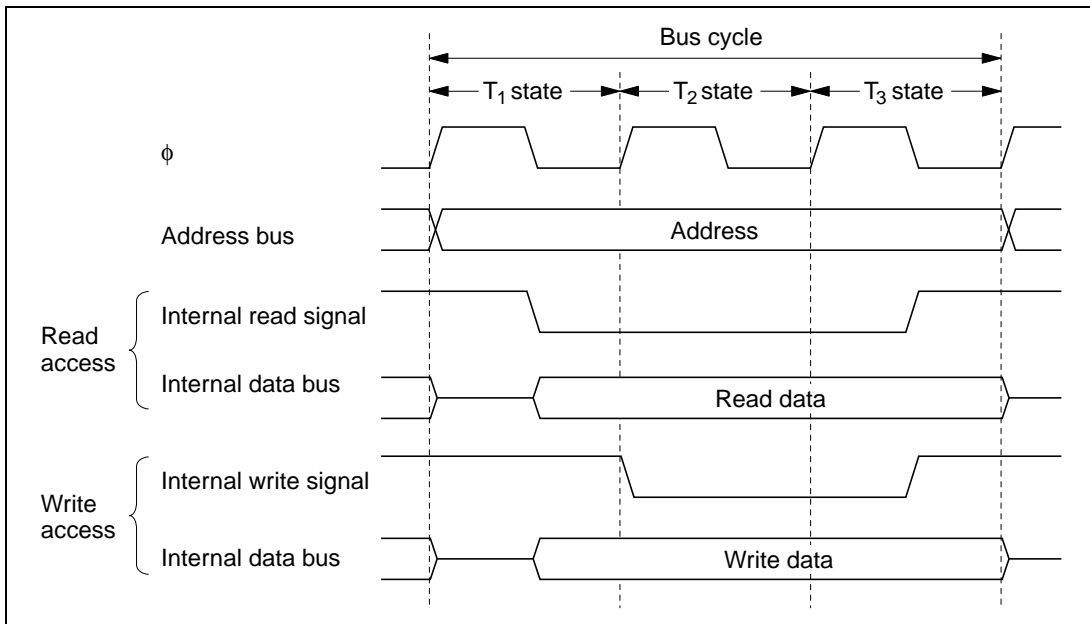 Bus cycle
T₁ state T₂ state T₃ state
ϕ
Address bus
Address
Internal read signal
Read
access
Internal data bus
Read data
Internal write signal
Write
access
Internal data bus
Write data